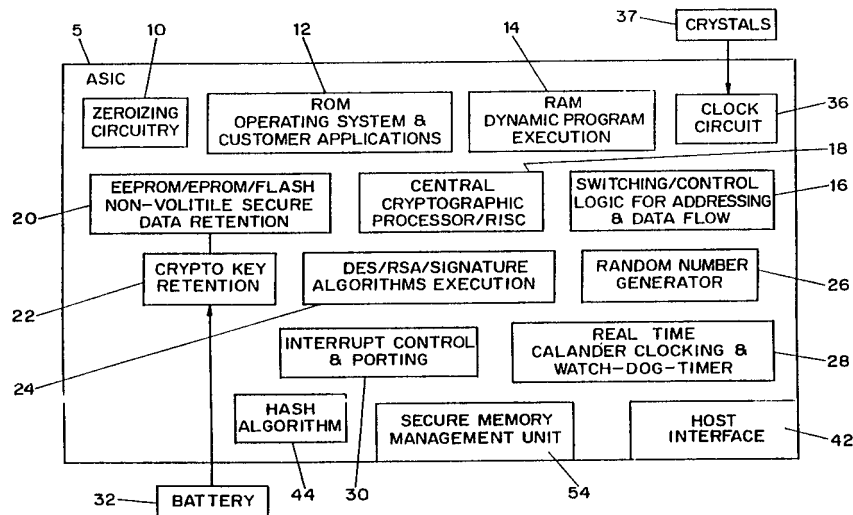 37
CRYSTALS
5
10
12
14
ASIC
ZEROIZING
CIRCUITRY
ROM
OPERATING SYSTEM &
CUSTOMER APPLICATIONS
RAM
DYNAMIC PROGRAM
EXECUTION
CLOCK
CIRCUIT
36
18
20
EEPROM/EPROM/FLASH
NON-VOLITILE SECURE
DATA RETENTION
CENTRAL
CRYPTOGRAPHIC
PROCESSOR/RISC
SWITCHING/CONTROL
LOGIC FOR ADDRESSING
& DATA FLOW
16
22
CRYPTO KEY
RETENTION
DES/RSA/SIGNATURE
ALGORITHMS EXECUTION
RANDOM NUMBER
GENERATOR
26
24
INTERRUPT CONTROL
& PORTING
REAL TIME
CALANDER CLOCKING &
WATCH-DOG-TIMER
28
HASH
ALGORITHM
SECURE MEMORY
MANAGEMENT UNIT
HOST
INTERFACE
42
32
BATTERY
44
30
54